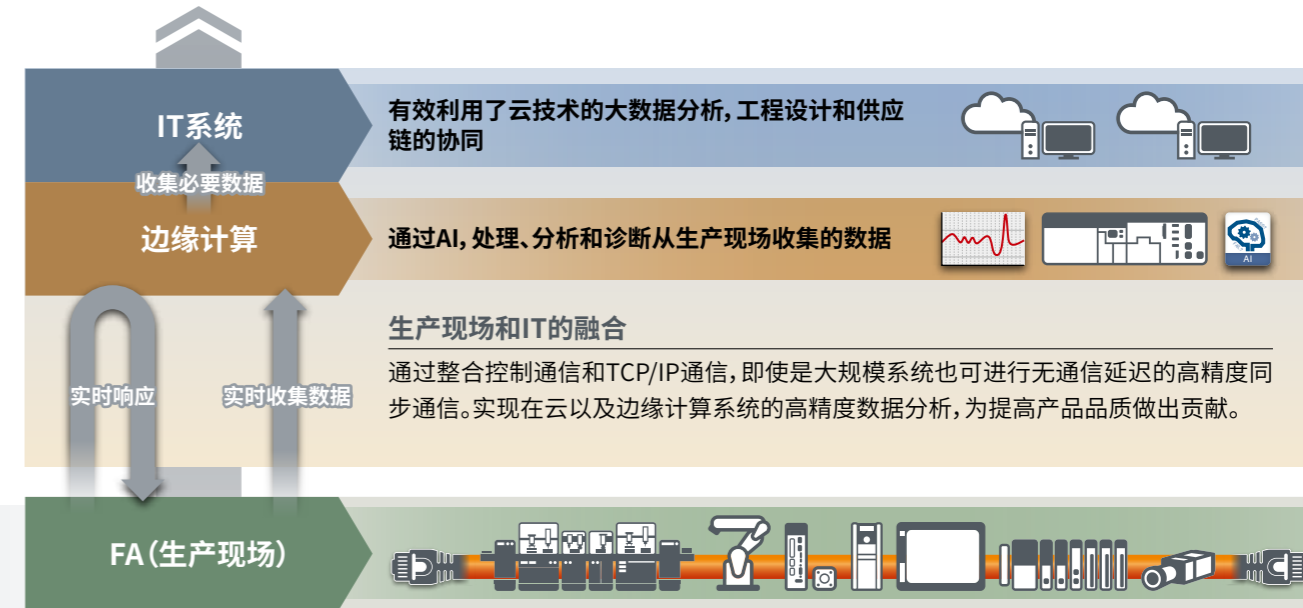 IT系统
有效利用了云技术的大数据分析，工程设计和供应
链的协同
收集必要数据
边缘计算
通过AI，处理、分析和诊断从生产现场收集的数据
AI
生产现场和IT的融合
通过整合控制通信和TCP/IP通信，即使是大规模系统也可进行无通信延迟的高精度同
步通信。实现在云以及边缘计算系统的高精度数据分析，为提高产品品质做出贡献。
实时响应
实时收集数据
FA（生产现场）